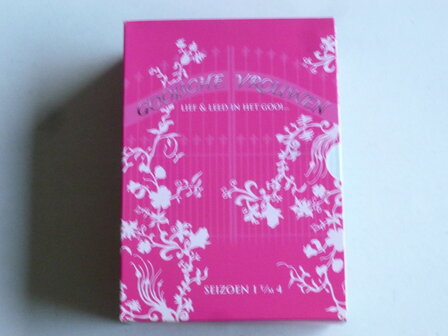 GOOISCHE VROUWEN
LIEF & LEED IN HET GOOI...
SEIZOEN 1 T/M 4